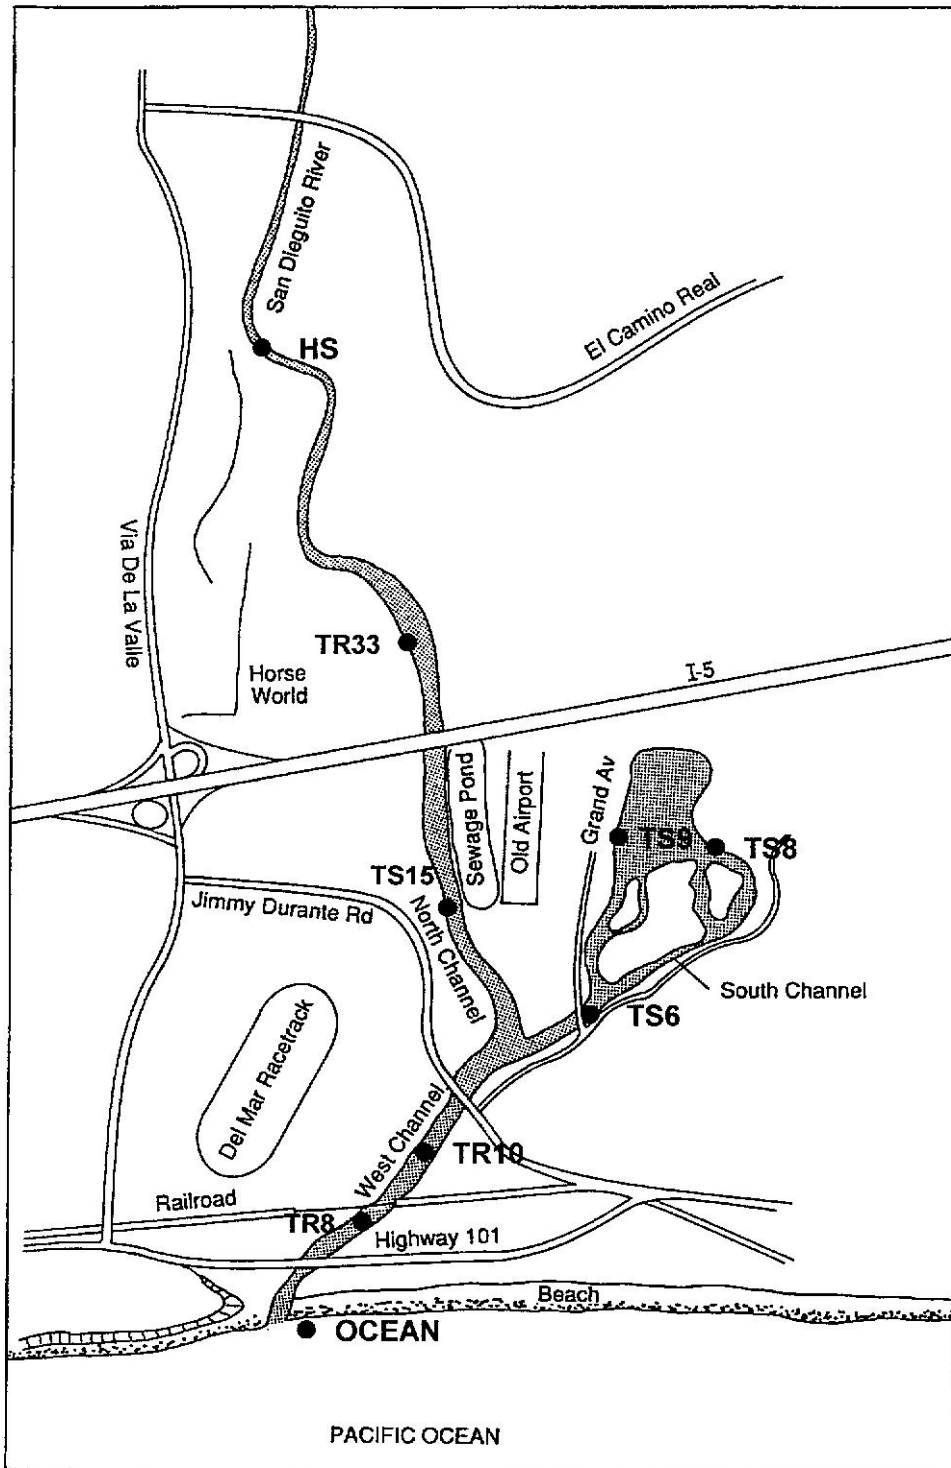 San Dieguito River
HS
El Camino Real
Via De La Valle
TR33
Horse
World
I-5
Sewage Pond
Old Airport
Grand Av
TS9
TS8
TS15
Jimmy Durante Rd
North Channel
South Channel
TS6
Del Mar Racetrack
West Channel
TR10
Railroad
TR8
Highway 101
Beach
OCEAN
PACIFIC OCEAN